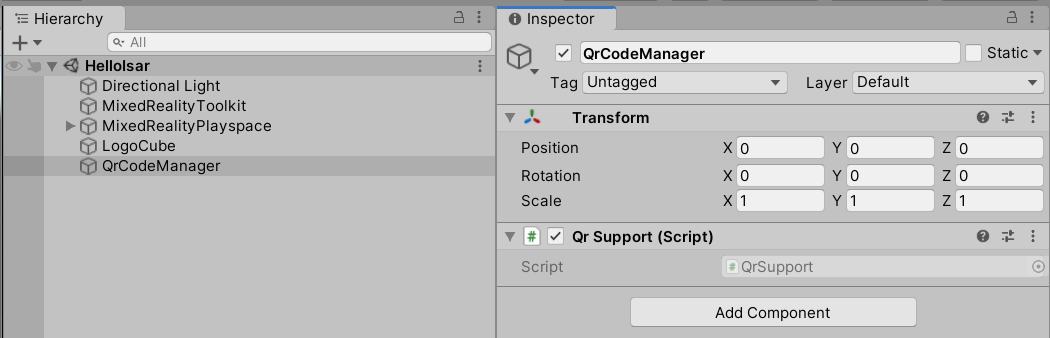 Hierarchy
All
HelloIsar
Directional Light
MixedRealityToolkit
MixedRealityPlayspace
LogoCube
QrCodeManager
Inspector
QrCodeManager Static
Tag Untagged Layer Default
Transform
Position X 0 Y 0 Z 0
Rotation X 0 Y 0 Z 0
Scale X 1 Y 1 Z 1
# Qr Support (Script)
Script # QrSupport
Add Component